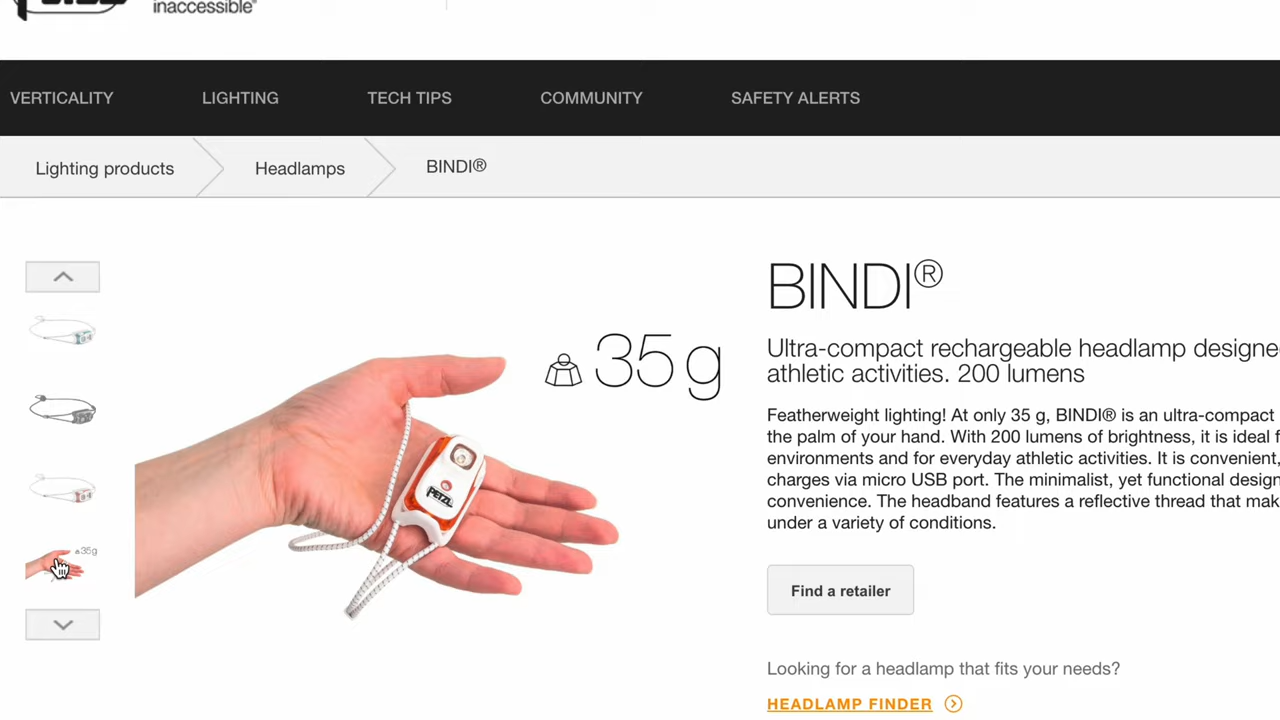 PETZL
inaccessible®
VERTICALITY
LIGHTING
TECH TIPS
COMMUNITY
SAFETY ALERTS
Lighting products
Headlamps
BINDI®
BINDI®
35 g
Ultra-compact rechargeable headlamp designe
athletic activities. 200 lumens
Featherweight lighting! At only 35 g, BINDI® is an ultra-compact
the palm of your hand. With 200 lumens of brightness, it is ideal f
environments and for everyday athletic activities. It is convenient,
charges via micro USB port. The minimalist, yet functional design
convenience. The headband features a reflective thread that mak
under a variety of conditions.
PETZL
35g
Find a retailer
Looking for a headlamp that fits your needs?
HEADLAMP FINDER